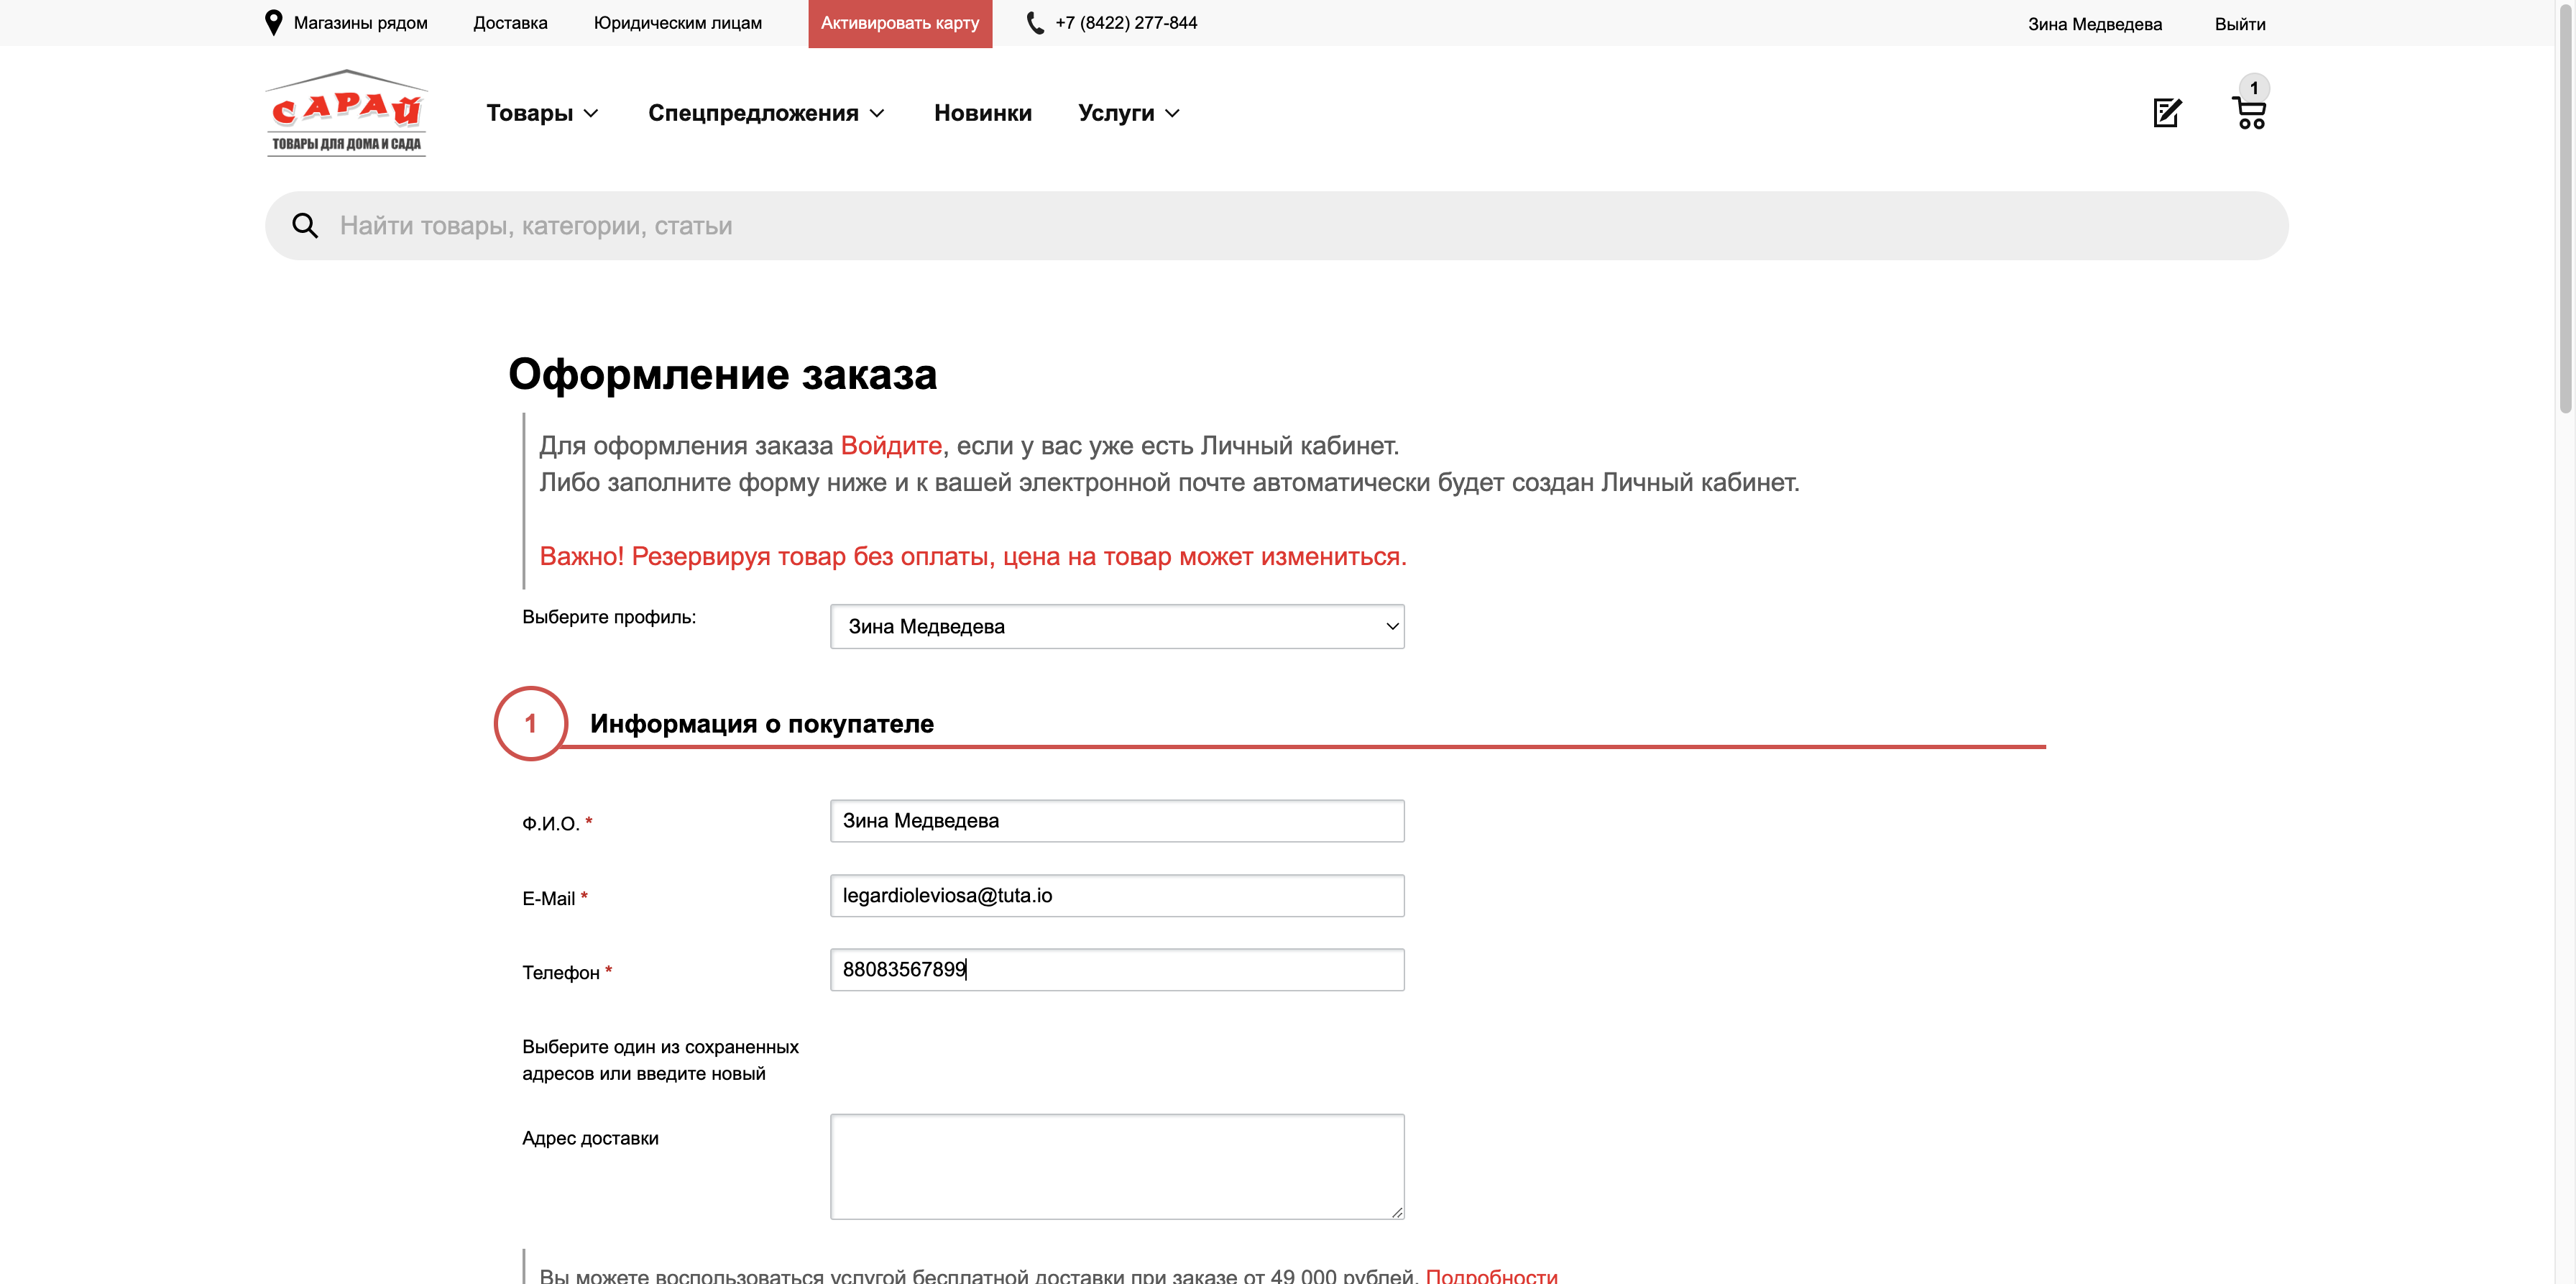 Магазины рядом
Доставка
Юридическим лицам
Активировать карту
+7 (8422) 277-844
Зина Медведева
Выйти
САРАЙ
ТОВАРЫ ДЛЯ ДОМА И САДА
Товары
Спецпредложения
Новинки
Услуги
1
Найти товары, категории, статьи
Оформление заказа
Для оформления заказа Войдите, если у вас уже есть Личный кабинет.
Либо заполните форму ниже и к вашей электронной почте автоматически будет создан Личный кабинет.
Важно! Резервируя товар без оплаты, цена на товар может измениться.
Выберите профиль:
Зина Медведева
1
Информация о покупателе
Ф.И.О. *
Зина Медведева
E-Mail *
legardioleviosa@tuta.io
Телефон *
88083567899
Выберите один из сохраненных
адресов или введите новый
Адрес доставки
Вы можете воспользоваться услугой бесплатной доставки при заказе от 49 000 рублей. Подробности